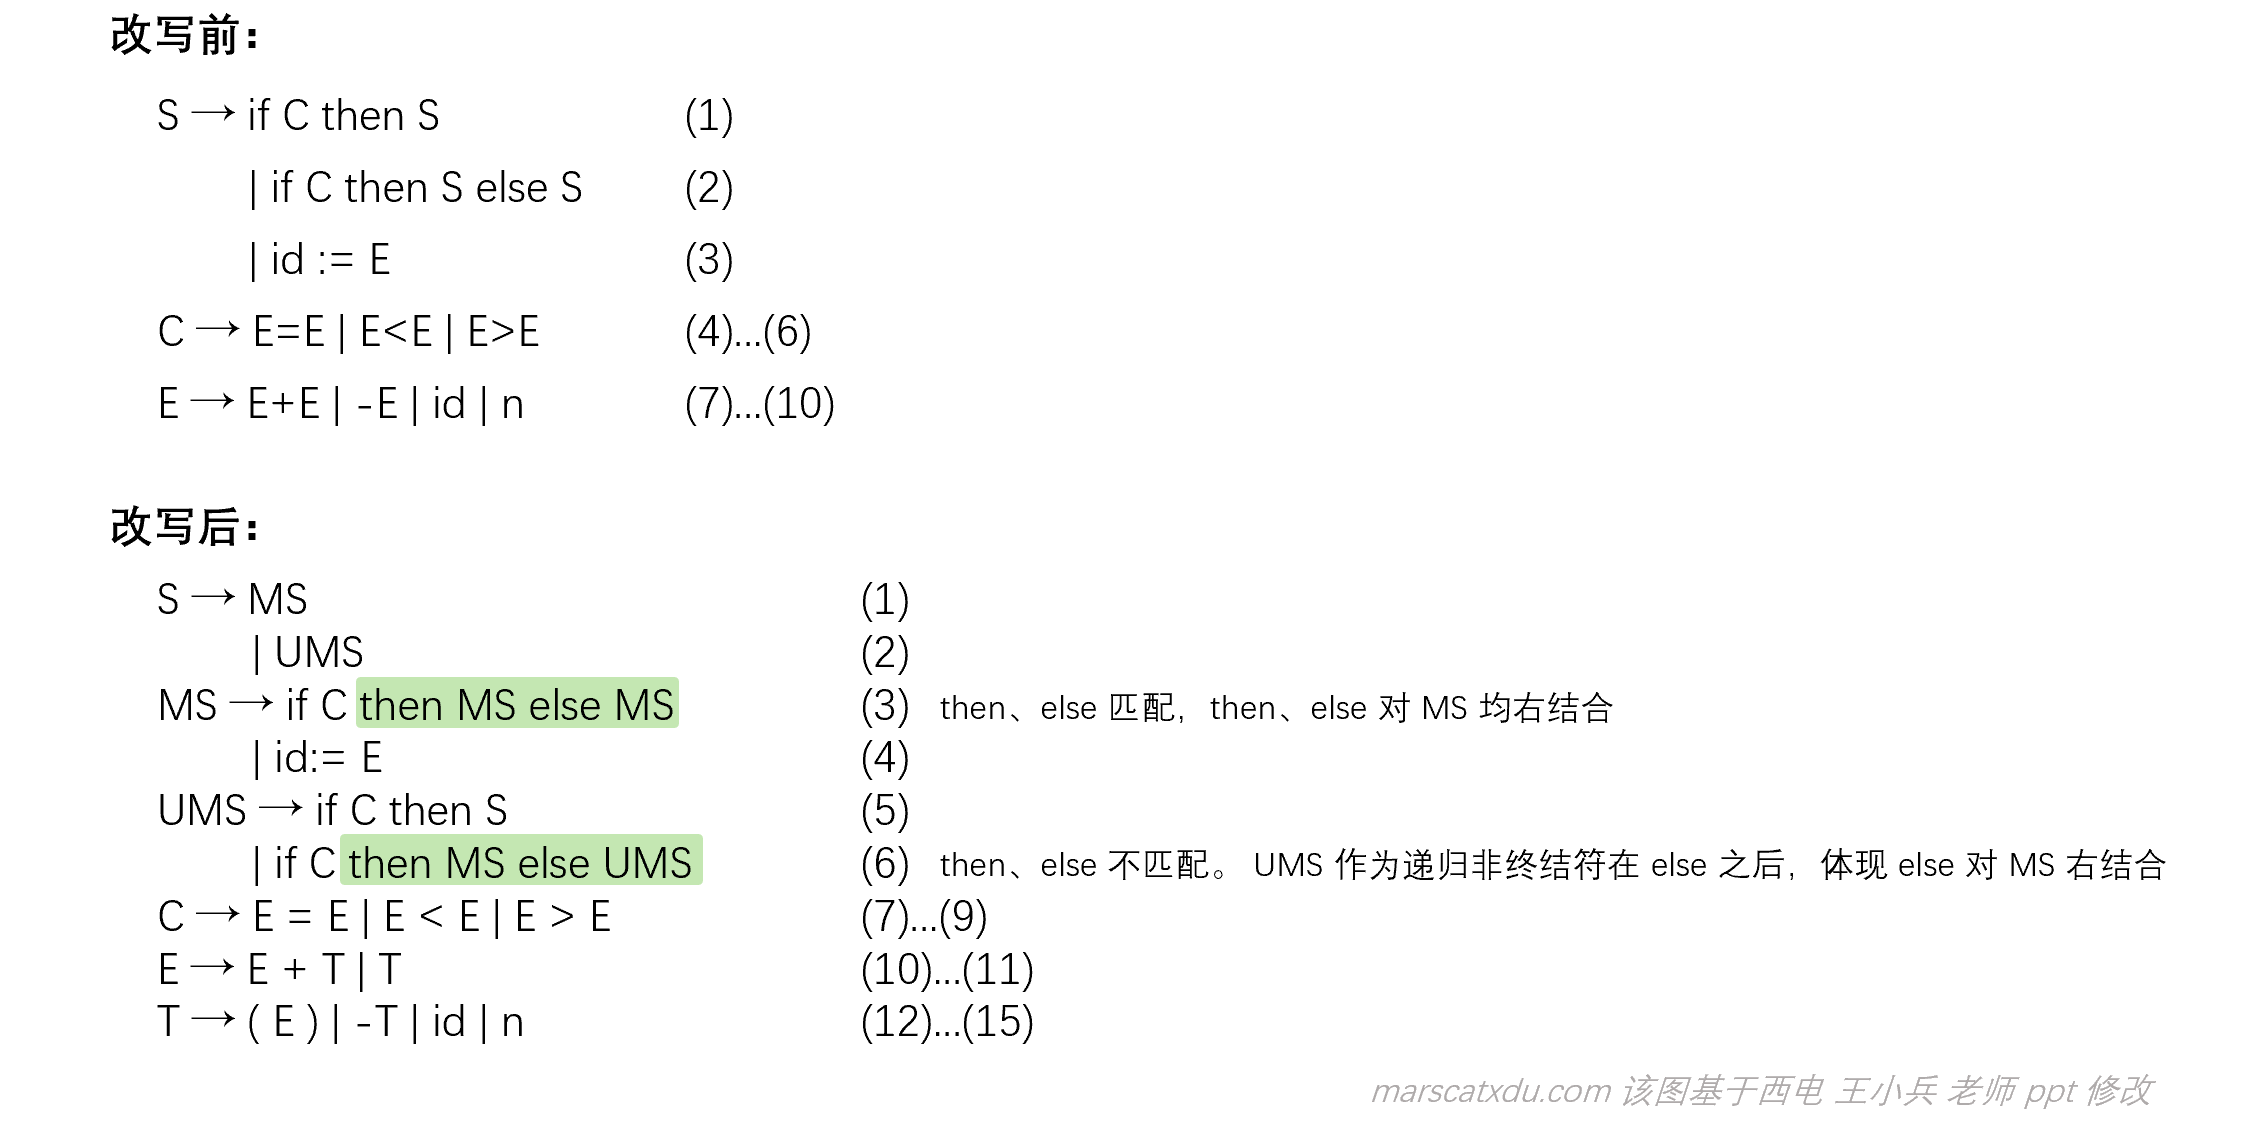 改写前：
S → if C then S (1)
| if C then S else S (2)
| id := E (3)
C → E=E | E<E | E>E (4)...(6)
E → E+E | -E | id | n (7)...(10)
改写后：
S → MS (1)
| UMS (2)
MS → if C then MS else MS (3) then、else 匹配，then、else 对 MS 均右结合
| id:= E (4)
UMS → if C then S (5)
| if C then MS else UMS (6) then、else 不匹配。 UMS 作为递归非终结符在 else 之后，体现 else 对 MS 右结合
C → E = E | E < E | E > E (7)...(9)
E → E + T | T (10)...(11)
T → ( E ) | -T | id | n (12)...(15)
marscatxdu.com 该图基于西电 王小兵 老师 ppt 修改